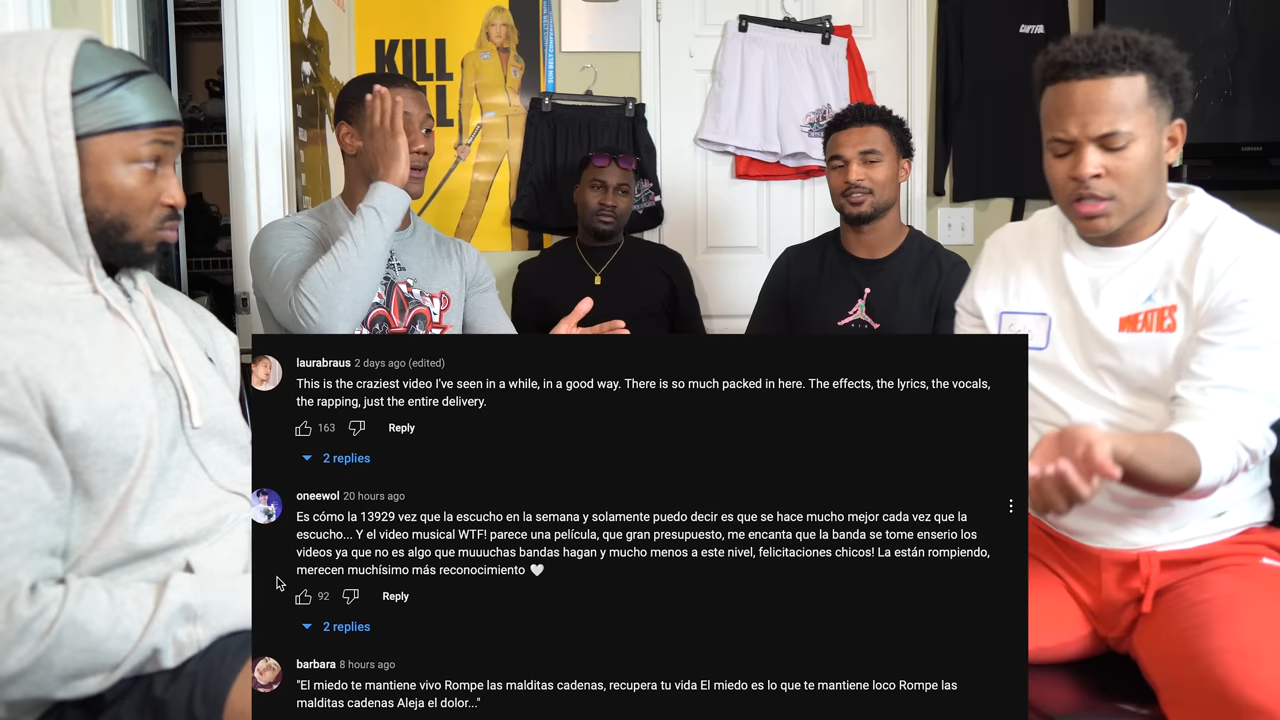 KILL
SUN BELT CONFERENCE
WHEATIES
SAMSUNG
laurabraus 2 days ago (edited)
This is the craziest video I've seen in a while, in a good way. There is so much packed in here. The effects, the lyrics, the vocals,
the rapping, just the entire delivery.
163 Reply
2 replies
oneewol 20 hours ago
Es cómo la 13929 vez que la escucho en la semana y solamente puedo decir es que se hace mucho mejor cada vez que la
escucho... Y el video musical WTF! parece una película, que gran presupuesto, me encanta que la banda se tome enserio los
videos ya que no es algo que muuuchas bandas hagan y mucho menos a este nivel, felicitaciones chicos! La están rompiendo,
merecen muchísimo más reconocimiento 🤍
92 Reply
2 replies
barbara 8 hours ago
"El miedo te mantiene vivo Rompe las malditas cadenas, recupera tu vida El miedo es lo que te mantiene loco Rompe las
malditas cadenas Aleja el dolor..."